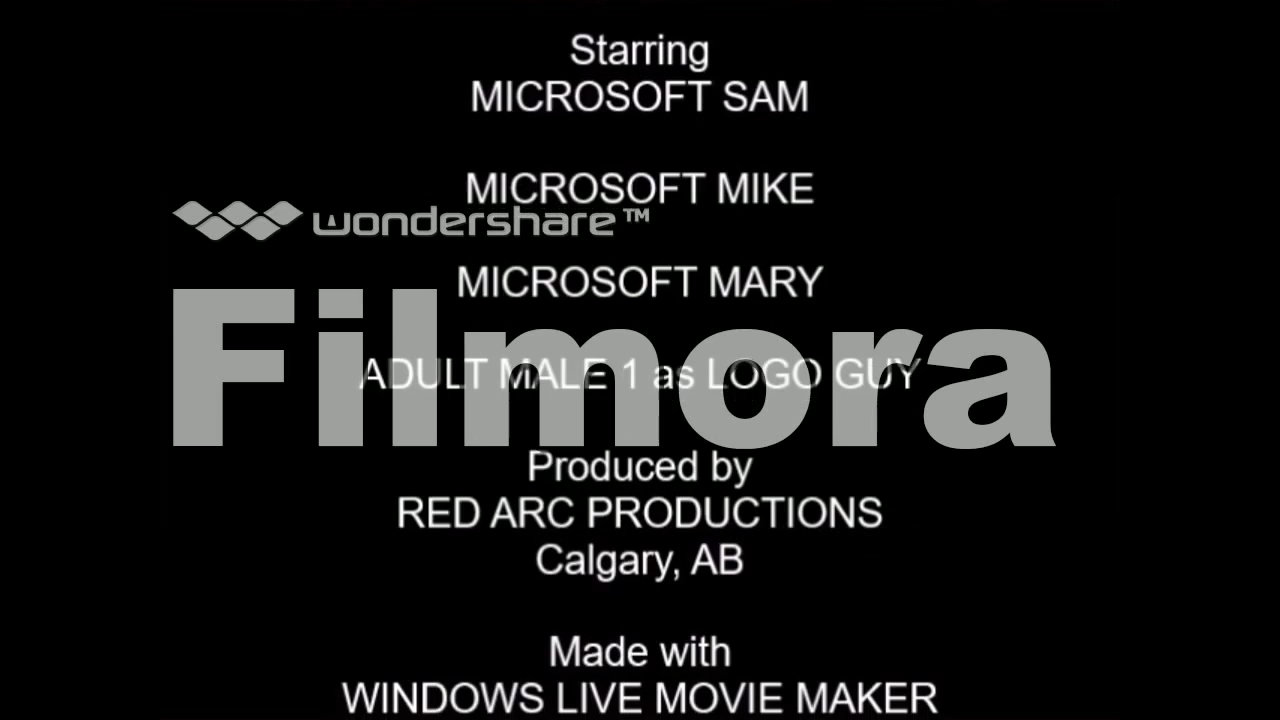 Starring
MICROSOFT SAM
MICROSOFT MIKE
wondershare™
MICROSOFT MARY
Filmora
ADULT MALE 1 as LOGO GUY
Produced by
RED ARC PRODUCTIONS
Calgary, AB
Made with
WINDOWS LIVE MOVIE MAKER